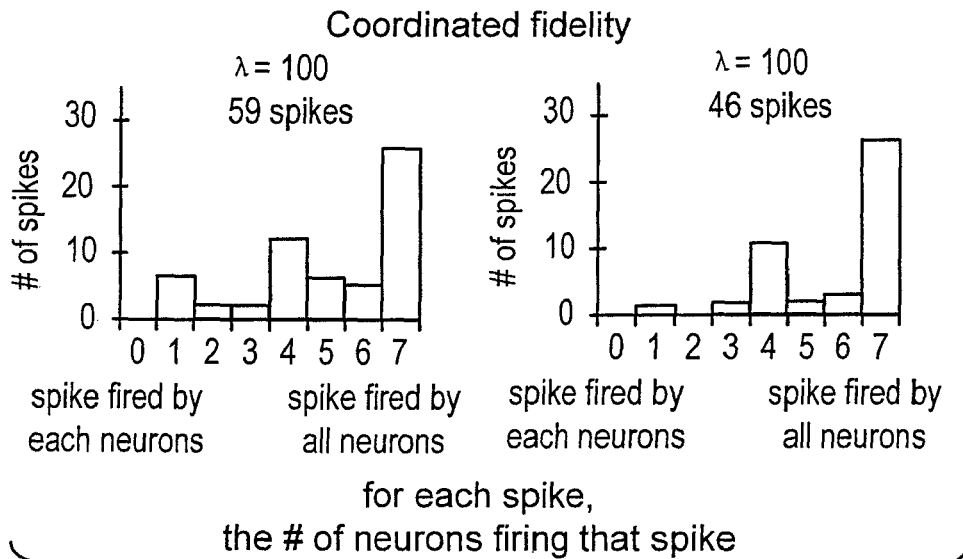 Coordinated fidelity
λ = 100
59 spikes
# of spikes
30
20
10
0
0 1 2 3 4 5 6 7
spike fired by
each neurons
spike fired by
all neurons
λ = 100
46 spikes
# of spikes
30
20
10
0
0 1 2 3 4 5 6 7
spike fired by
each neurons
spike fired by
all neurons
for each spike,
the # of neurons firing that spike